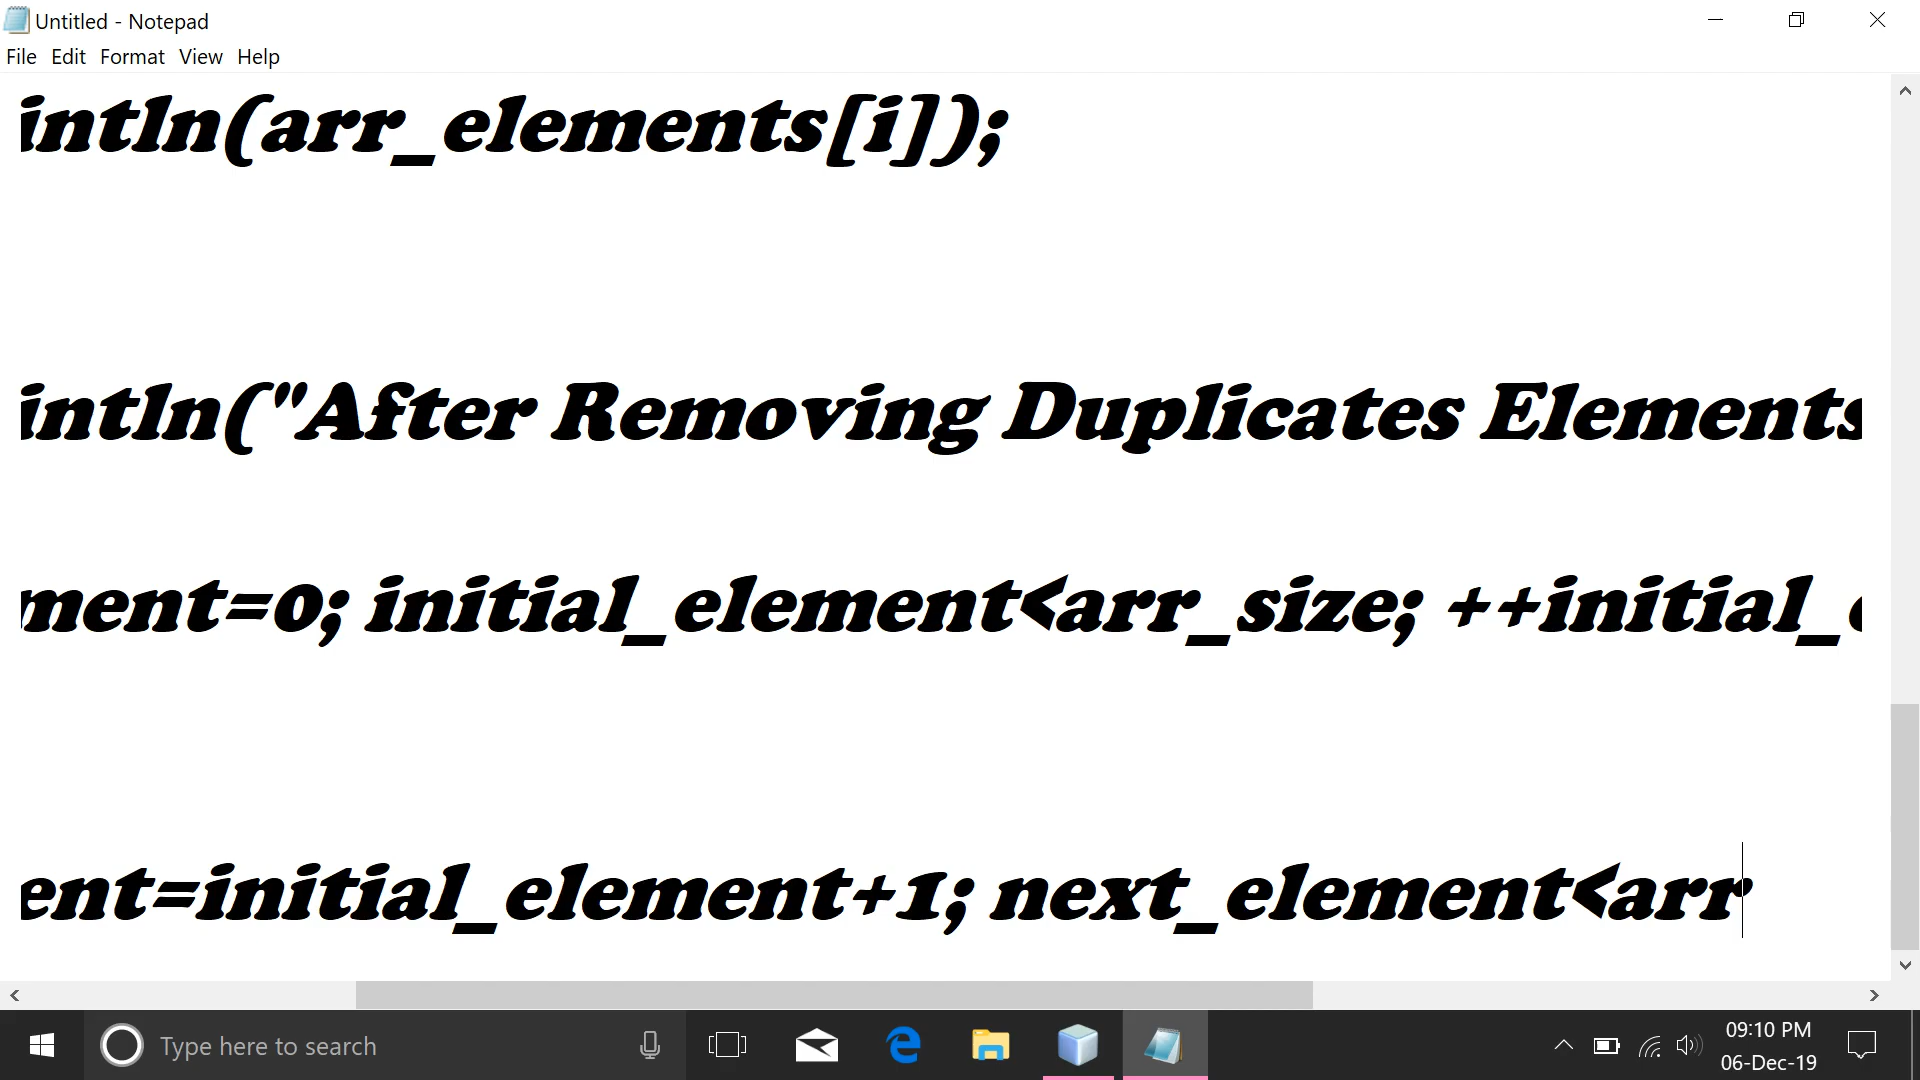 Untitled - Notepad
File Edit Format View Help
intln(arr_elements[i]);
intln("After Removing Duplicates Elements
ment=0; initial_element<arr_size; ++initial_e
ent=initial_element+1; next_element<arr
Type here to search
09:10 PM
06-Dec-19